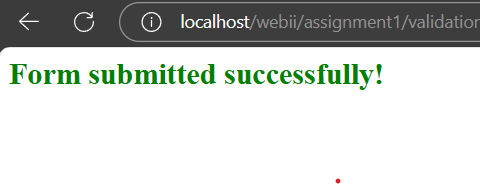 localhost/webii/assignment1/validation
Form submitted successfully!